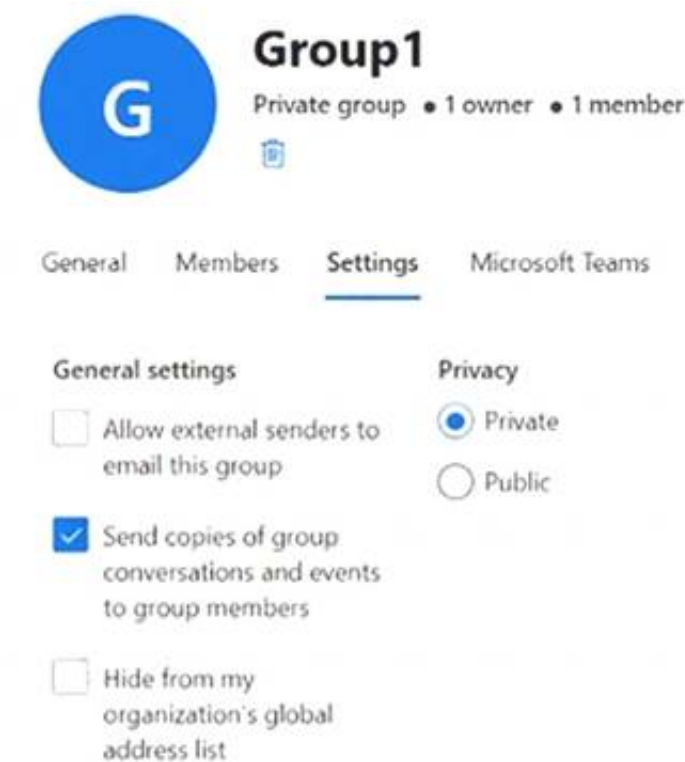 G
Group1
Private group • 1 owner • 1 member
General Members Settings Microsoft Teams
General settings
Allow external senders to
email this group
Send copies of group
conversations and events
to group members
Hide from my
organization's global
address list
Privacy
Private
Public